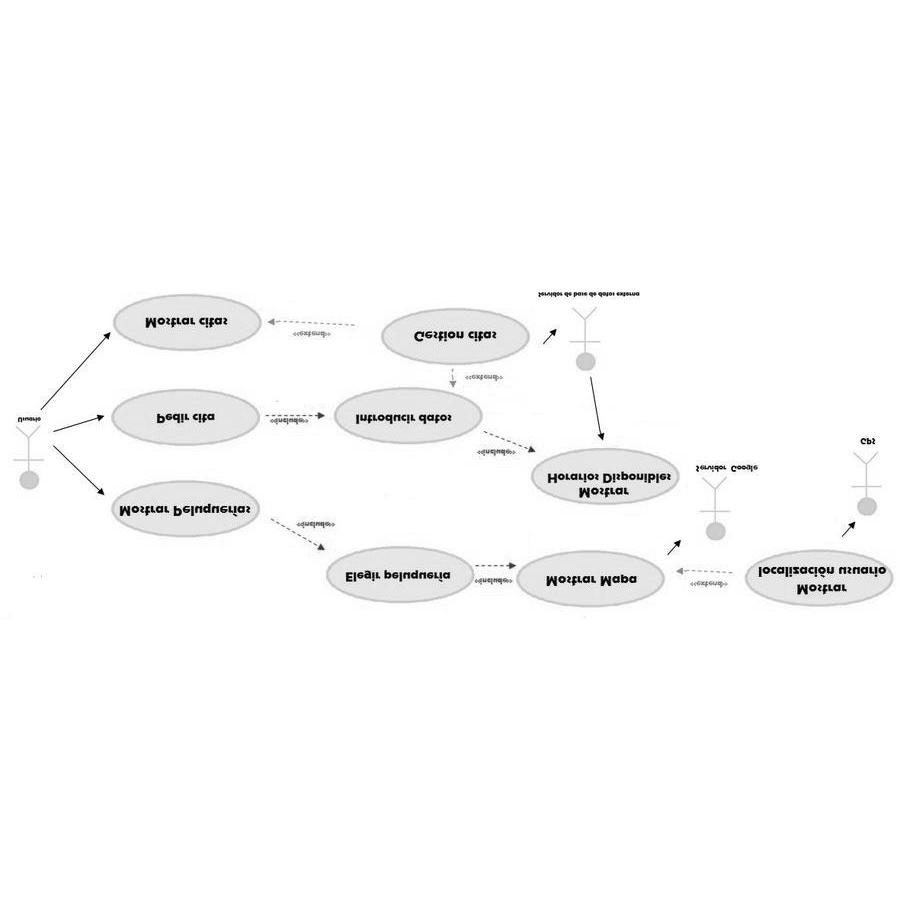 Elegir peluquería
<<include>>
Mostrar Mapa
<<extend>>
Mostrar
localización usuario
<<include>>
Mostrar Peluquerías
Mostrar
Horarios Disponibles
Servidor Google
GPS
<<include>>
Usuario
Pedir cita
<<include>>
Introducir datos
<<extend>>
Mostrar citas
<<extend>>
Gestion citas
Servidor de base de datos externa